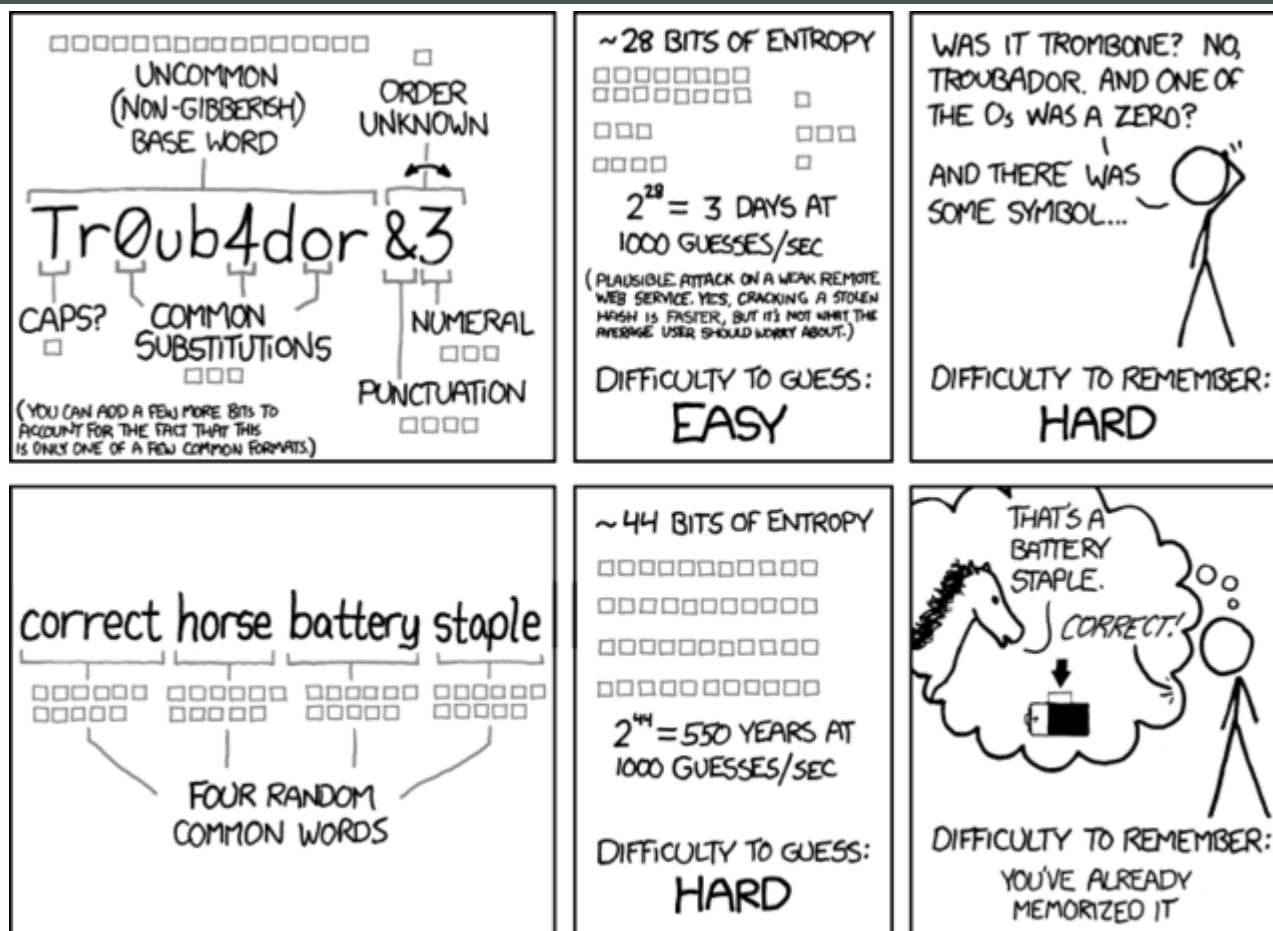 UNCOMMON
(NON-GIBBERISH)
BASE WORD
ORDER
UNKNOWN
Tr0ub4dor &3
CAPS?
COMMON
SUBSTITUTIONS
NUMERAL
PUNCTUATION
(YOU CAN ADD A FEW MORE BITS TO
ACCOUNT FOR THE FACT THAT THIS
IS ONLY ONE OF A FEW COMMON FORMATS.)
~28 BITS OF ENTROPY
2^28 = 3 DAYS AT
1000 GUESSES/SEC
(PLAUSIBLE ATTACK ON A WEAK REMOTE
WEB SERVICE. YES, CRACKING A STOLEN
HASH IS FASTER, BUT IT'S NOT WHAT THE
AVERAGE USER SHOULD WORRY ABOUT.)
DIFFICULTY TO GUESS:
EASY
WAS IT TROMBONE? NO,
TROUBADOR. AND ONE OF
THE Os WAS A ZERO?
AND THERE WAS
SOME SYMBOL...
DIFFICULTY TO REMEMBER:
HARD
correct horse battery staple
FOUR RANDOM
COMMON WORDS
~44 BITS OF ENTROPY
2^44 = 550 YEARS AT
1000 GUESSES/SEC
DIFFICULTY TO GUESS:
HARD
THAT'S A
BATTERY
STAPLE.
CORRECT!
+
DIFFICULTY TO REMEMBER:
YOU'VE ALREADY
MEMORIZED IT